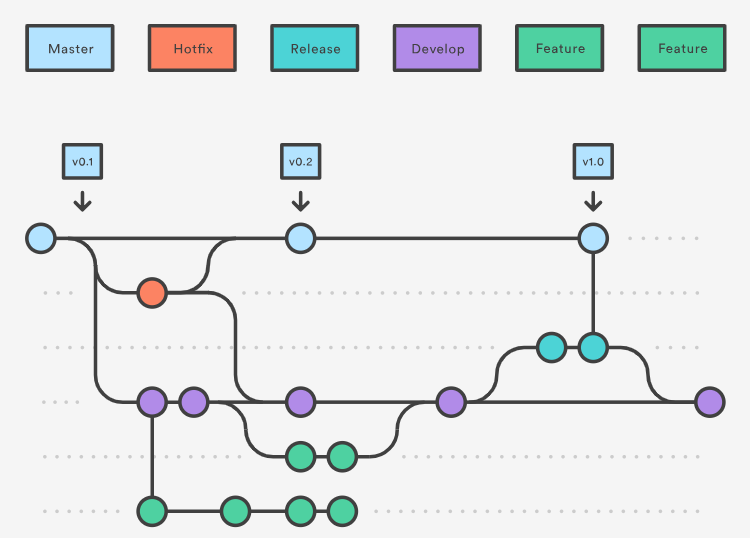 Master
Hotfix
Release
Develop
Feature
Feature
v0.1
v0.2
v1.0